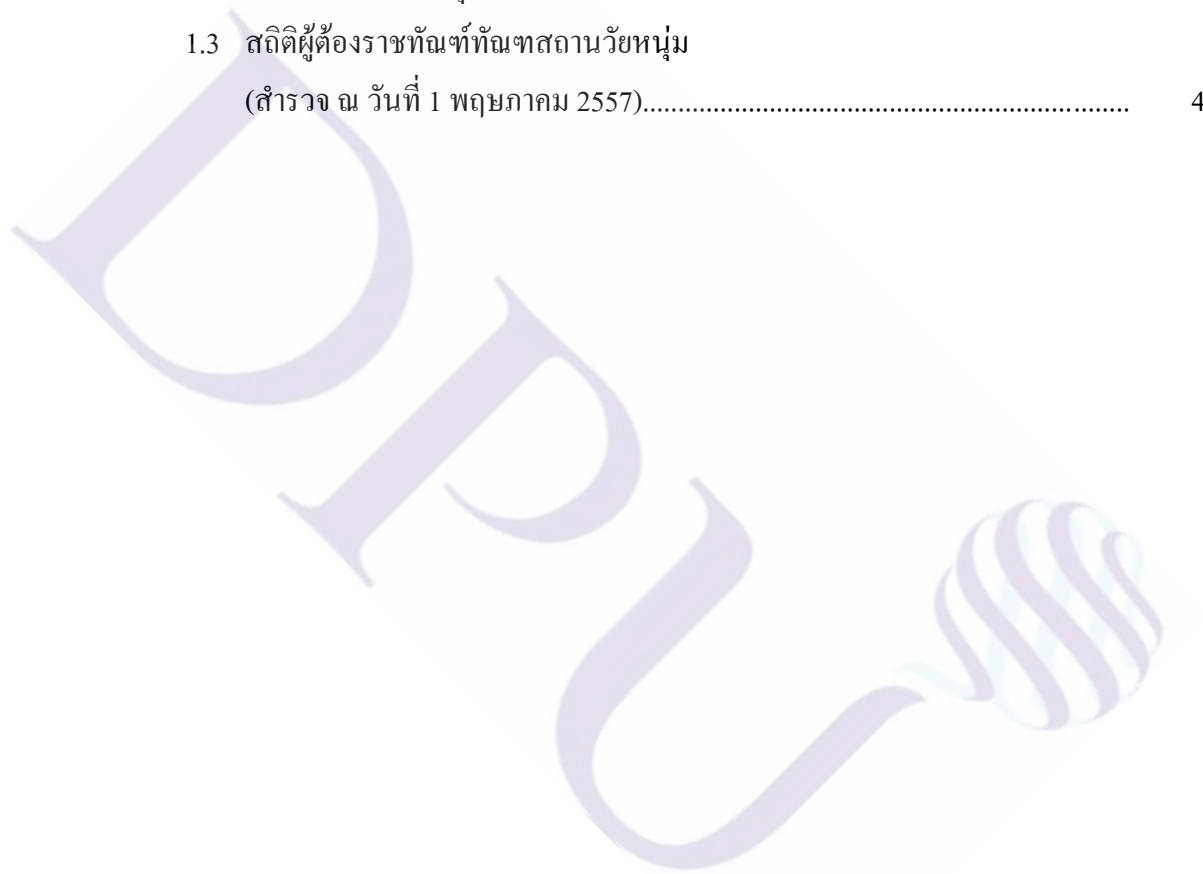 1.3 สถิติผู้ต้องราชทัณฑ์ทัณฑสถานวัยหนุ่ม
(สำรวจ ณ วันที่ 1 พฤษภาคม 2557)..................................................................................... 4
DPU